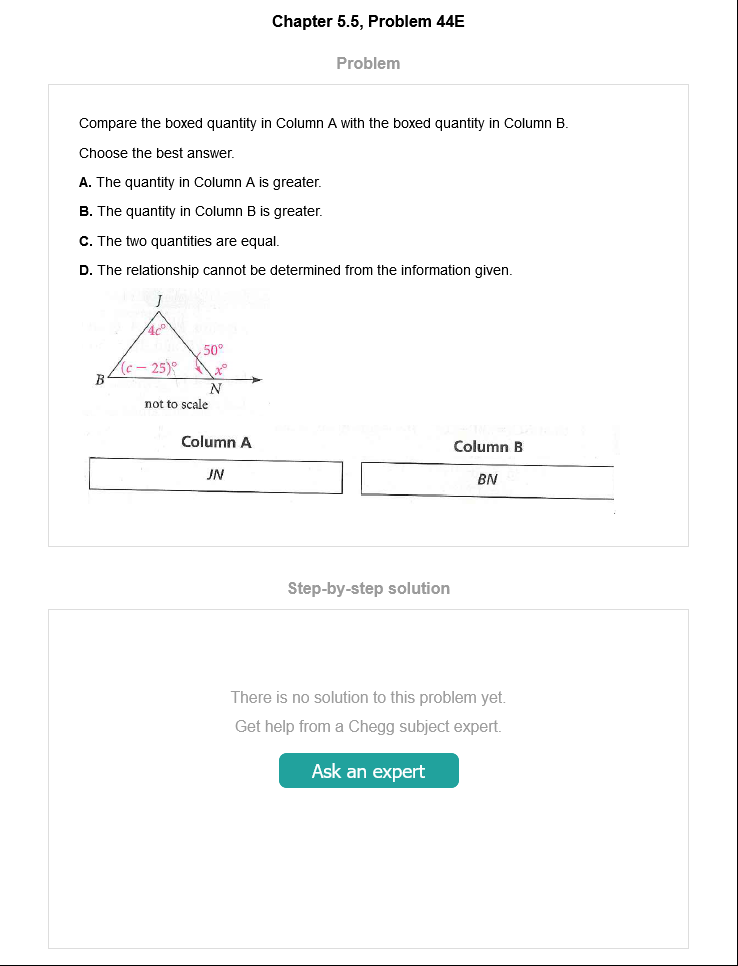 Chapter 5.5, Problem 44E
Problem
Compare the boxed quantity in Column A with the boxed quantity in Column B.
Choose the best answer.
A. The quantity in Column A is greater.
B. The quantity in Column B is greater.
C. The two quantities are equal.
D. The relationship cannot be determined from the information given.
J
4c°
50°
(c − 25)°
x°
B
N
not to scale
Column A
Column B
JN
BN
Step-by-step solution
There is no solution to this problem yet.
Get help from a Chegg subject expert.
Ask an expert